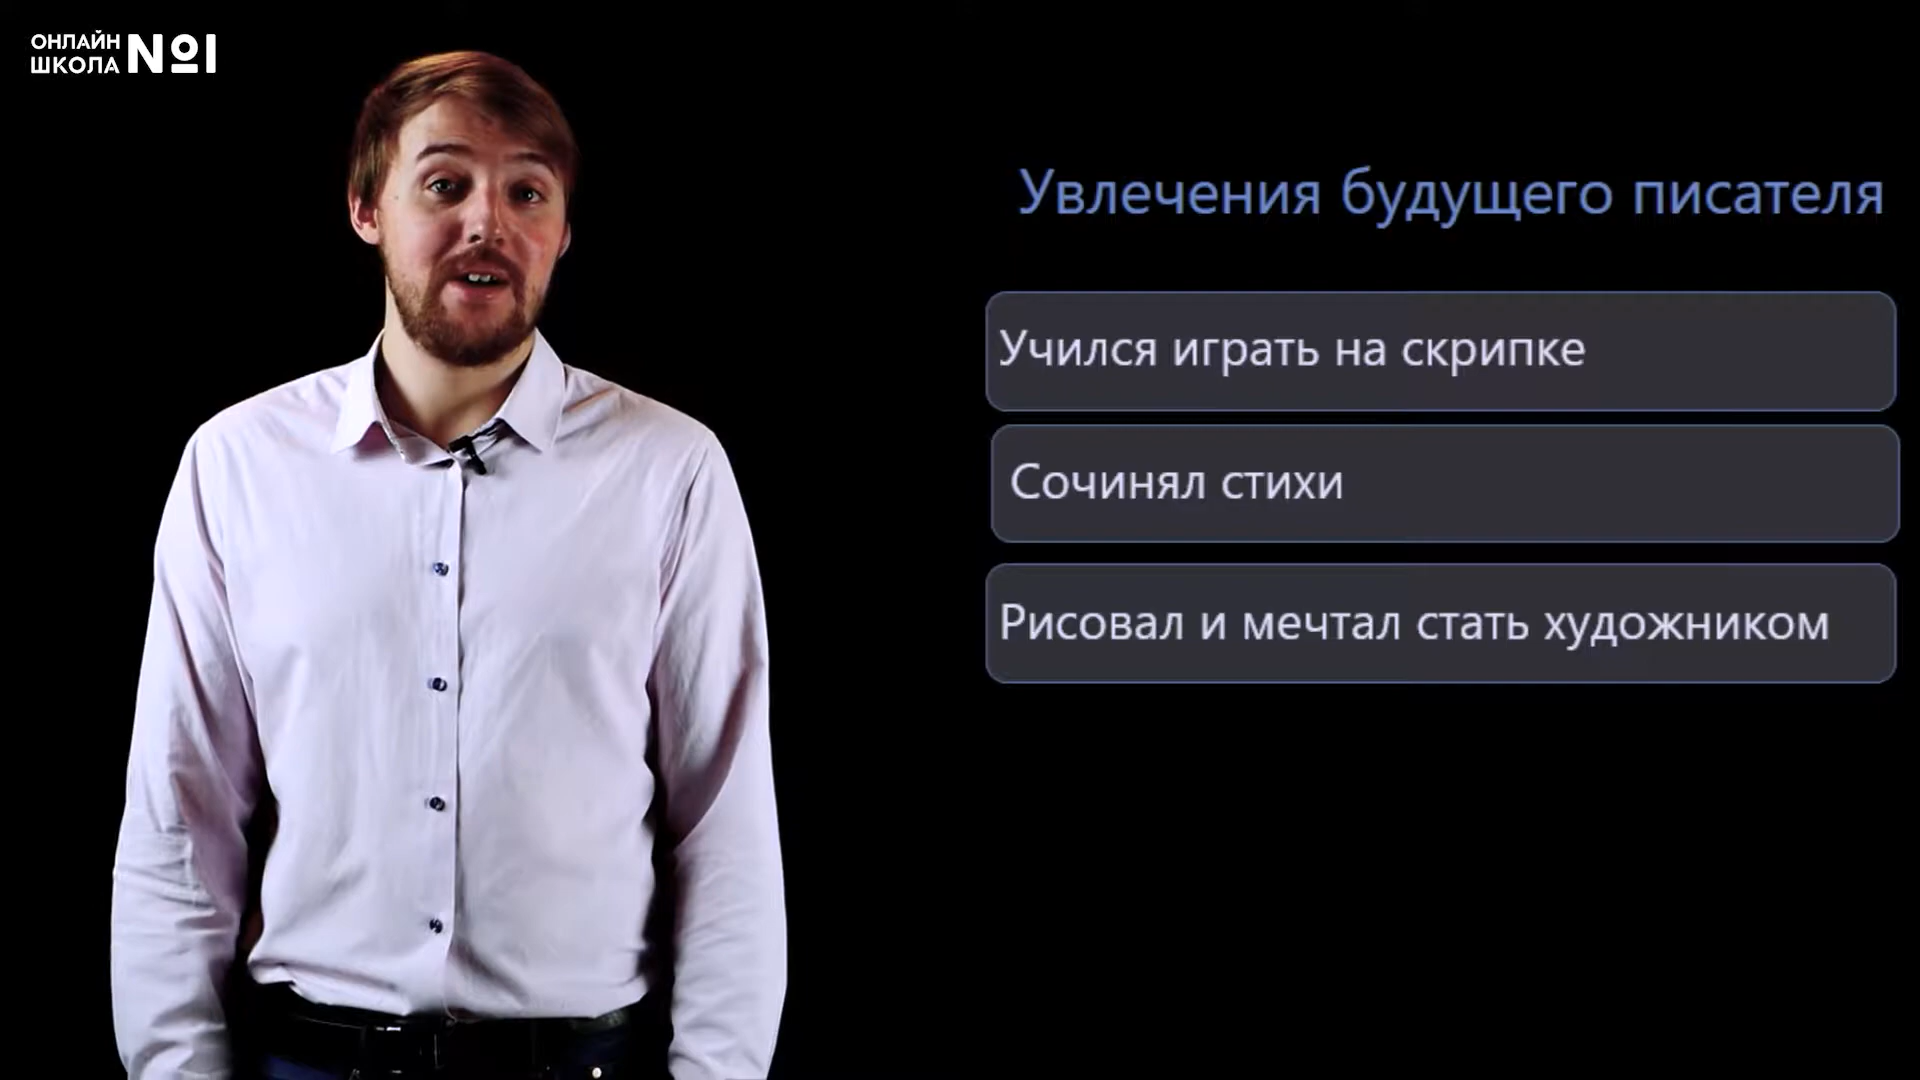 ОНЛАЙН
ШКОЛА №1
Увлечения будущего писателя
Учился играть на скрипке
Сочинял стихи
Рисовал и мечтал стать художником